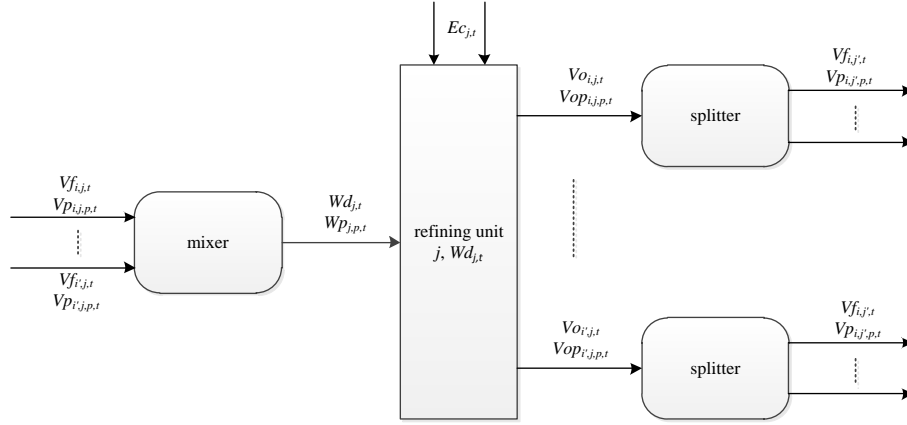 Ec_{j,t}
Vf_{i,j,t}
Vp_{i,j,p,t}
mixer
Vf_{i',j,t}
Vp_{i',j,p,t}
Wd_{j,t}
Wp_{j,p,t}
refining unit
j, Wd_{j,t}
Vo_{i,j,t}
Vop_{i,j,p,t}
splitter
Vf_{i,j',t}
Vp_{i,j',p,t}
Vo_{i',j,t}
Vop_{i',j,p,t}
splitter
Vf_{i,j',t}
Vp_{i,j',p,t}